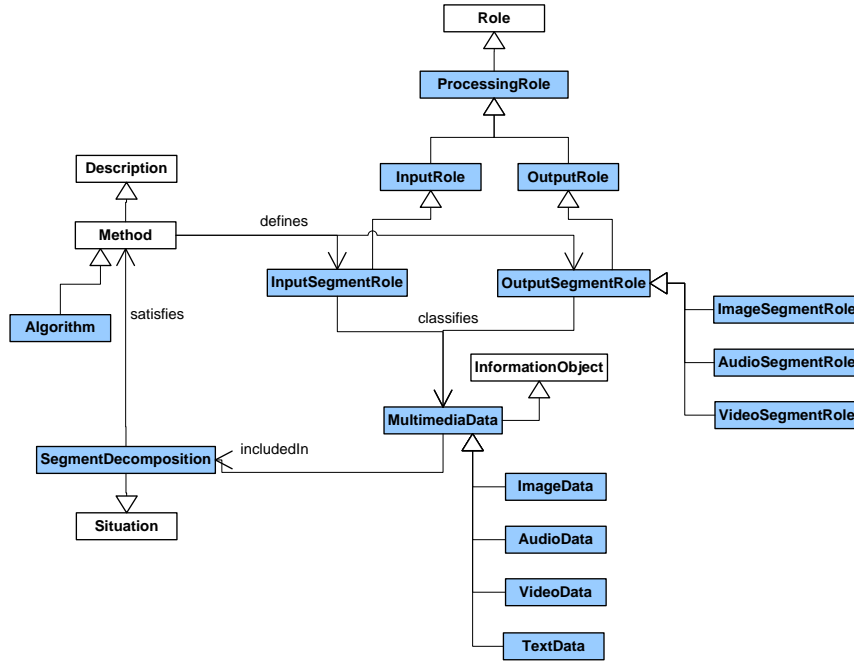 Role
ProcessingRole
Description
InputRole
OutputRole
defines
Method
InputSegmentRole
OutputSegmentRole
Algorithm
satisfies
classifies
ImageSegmentRole
InformationObject
AudioSegmentRole
MultimediaData
VideoSegmentRole
SegmentDecomposition
includedIn
ImageData
Situation
AudioData
VideoData
TextData